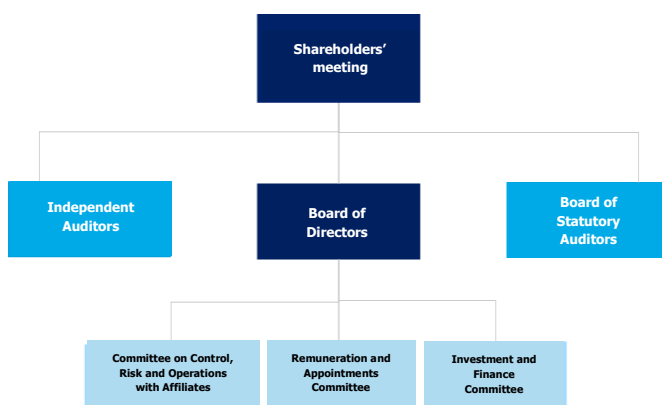 Shareholders’
meeting
Independent
Auditors
Board of
Directors
Board of
Statutory
Auditors
Committee on Control,
Risk and Operations
with Affiliates
Remuneration and
Appointments
Committee
Investment and
Finance
Committee